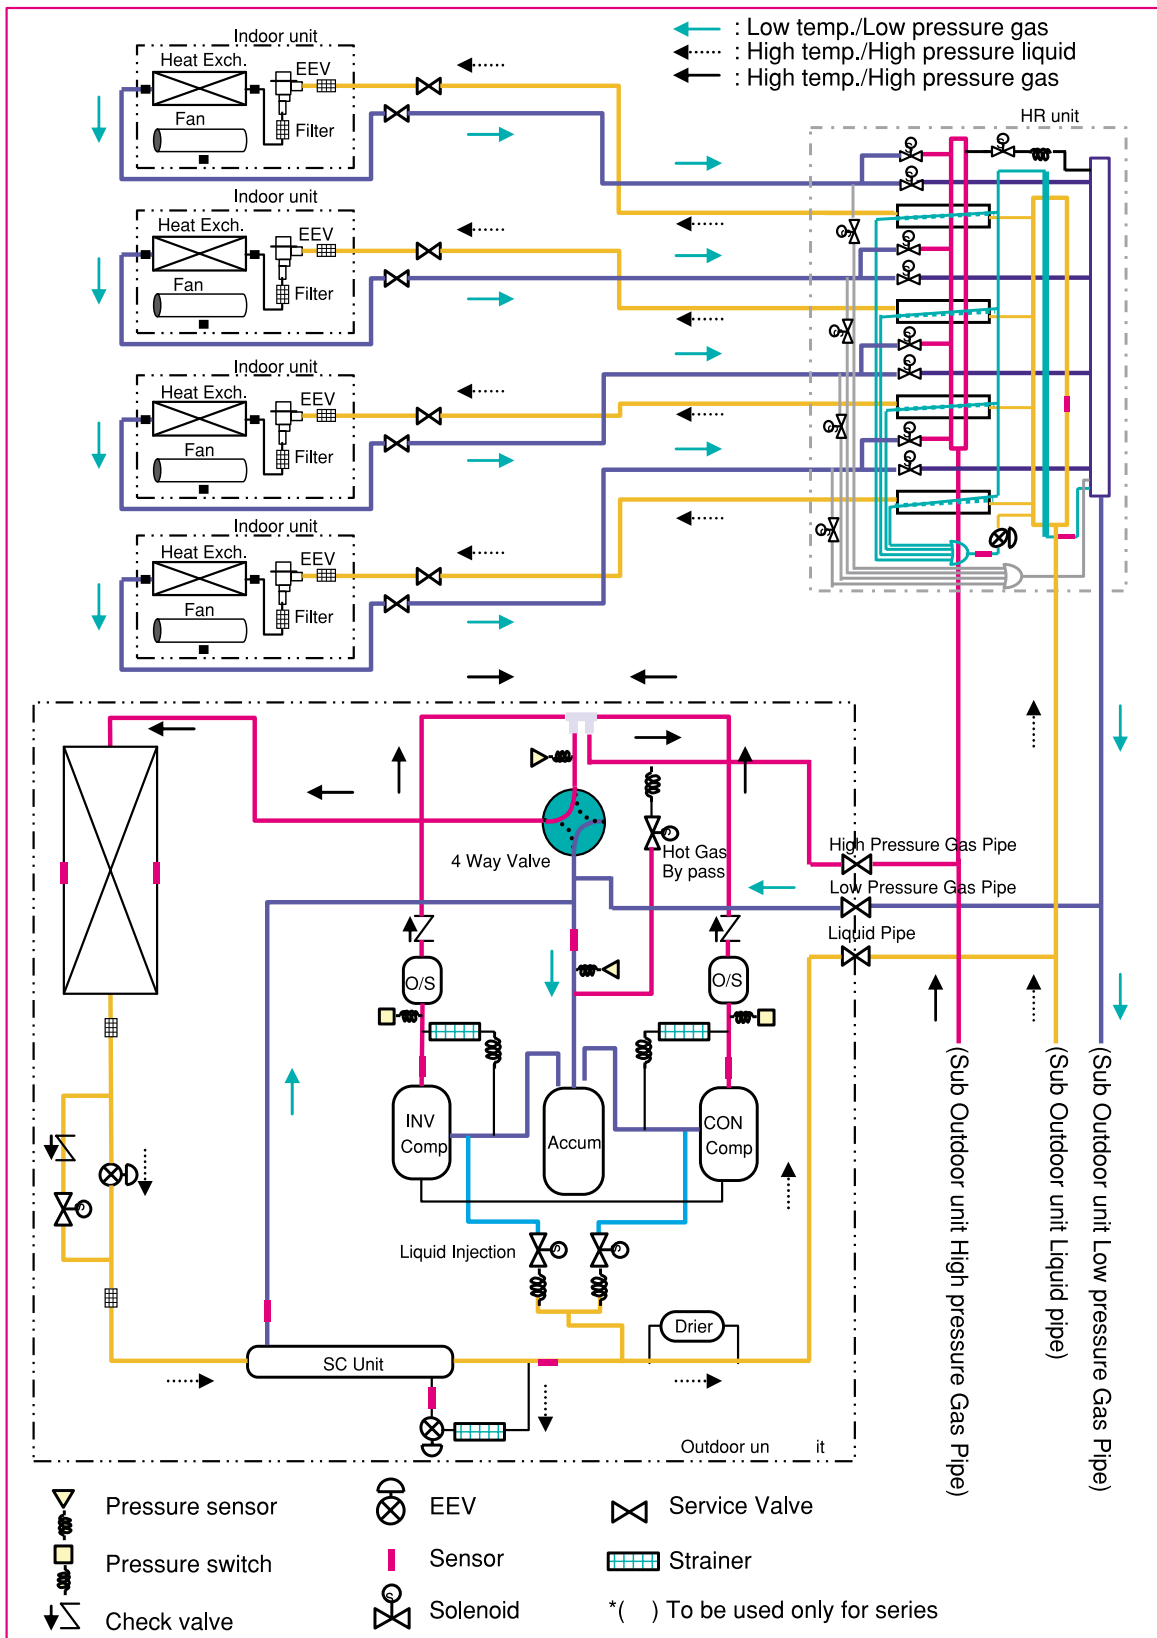 : Low temp./Low pressure gas
: High temp./High pressure liquid
: High temp./High pressure gas
Indoor unit
Heat Exch.
EEV
Fan
Filter
HR unit
Indoor unit
Heat Exch.
EEV
Fan
Filter
Indoor unit
Heat Exch.
EEV
Fan
Filter
Indoor unit
Heat Exch.
EEV
Fan
Filter
4 Way Valve
Hot Gas
By pass
High Pressure Gas Pipe
Low Pressure Gas Pipe
Liquid Pipe
O/S
O/S
INV
Comp
Accum
CON
Comp
Liquid Injection
Drier
SC Unit
Outdoor un it
(Sub Outdoor unit High pressure Gas Pipe)
(Sub Outdoor unit Liquid pipe)
(Sub Outdoor unit Low pressure Gas Pipe)
Pressure sensor
EEV
Service Valve
Pressure switch
Sensor
Strainer
Check valve
S
Solenoid
*( ) To be used only for series